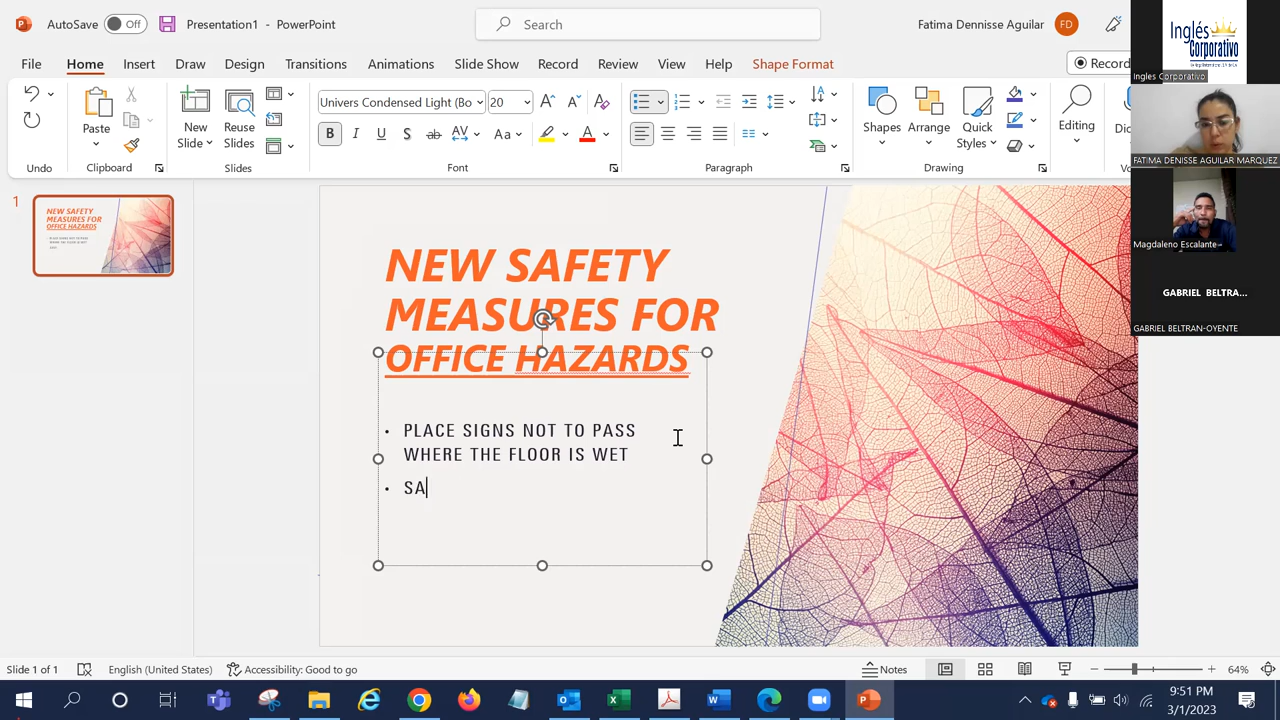 AutoSave Off Presentation1 - PowerPoint Search Fatima Dennisse Aguilar FD
File Home Insert Draw Design Transitions Animations Slide Show Record Review View Help Shape Format Record
Univers Condensed Light (Bo 20
Paste New Slide Reuse Slides Shapes Arrange Quick Styles Editing
Undo Clipboard Slides Font Paragraph Drawing
1
NEW SAFETY
MEASURES FOR
OFFICE HAZARDS
• PLACE SIGNS NOT TO PASS
WHERE THE FLOOR IS WET
• SA
Inglés
Corporativo
Ingles Corporativo
FATIMA DENISSE AGUILAR MARQUEZ
Magdaleno Escalante
GABRIEL BELTRA...
GABRIEL BELTRAN-OYENTE
Slide 1 of 1 English (United States) Accessibility: Good to go Notes 64%
9:51 PM
3/1/2023